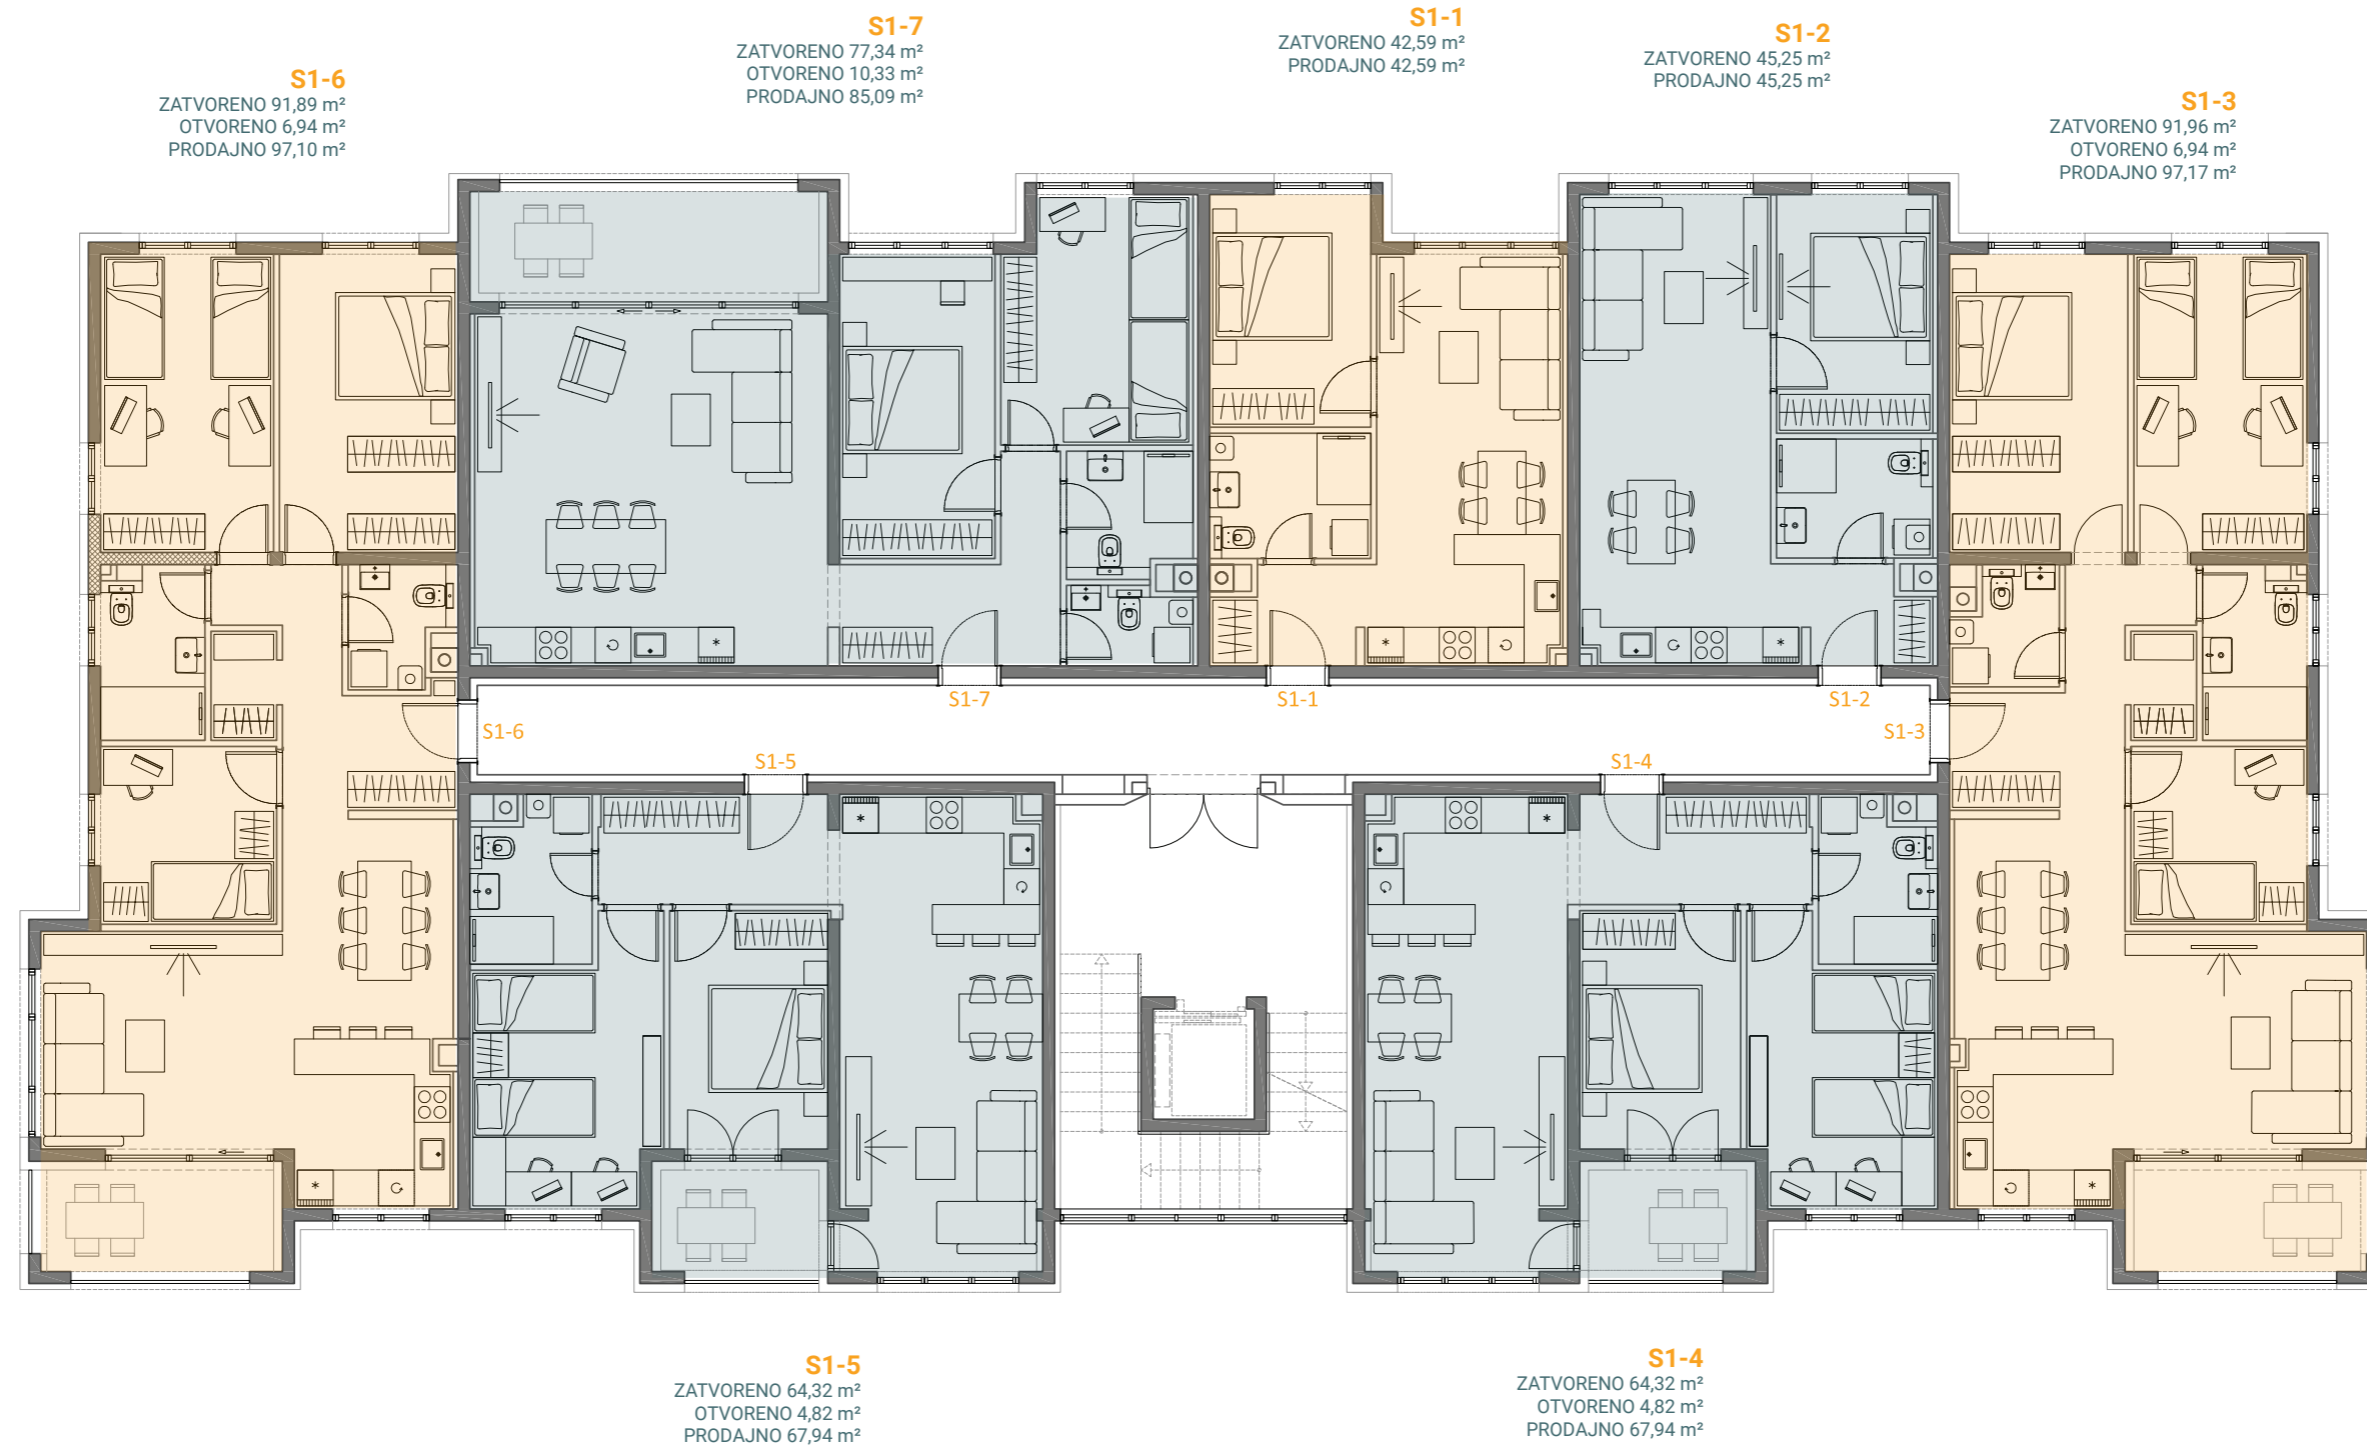 S1-6
ZATVORENO 91,89 m²
OTVORENO 6,94 m²
PRODAJNO 97,10 m²
S1-7
ZATVORENO 77,34 m²
OTVORENO 10,33 m²
PRODAJNO 85,09 m²
S1-1
ZATVORENO 42,59 m²
PRODAJNO 42,59 m²
S1-2
ZATVORENO 45,25 m²
PRODAJNO 45,25 m²
S1-3
ZATVORENO 91,96 m²
OTVORENO 6,94 m²
PRODAJNO 97,17 m²
S1-7
S1-1
S1-2
S1-6
S1-3
S1-5
S1-4
S1-5
ZATVORENO 64,32 m²
OTVORENO 4,82 m²
PRODAJNO 67,94 m²
S1-4
ZATVORENO 64,32 m²
OTVORENO 4,82 m²
PRODAJNO 67,94 m²